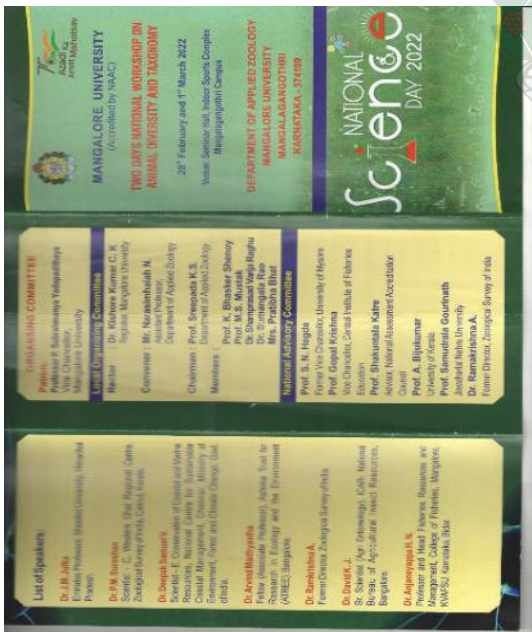 75
Azadi Ka
Amrit Mahotsav
MANGALORE UNIVERSITY
(Accredited by NAAC)
TWO DAYS NATIONAL WORKSHOP ON
ANIMAL DIVERSITY AND TAXONOMY
28th February and 1st March 2022
Venue: Seminar Hall, Indoor Sports Complex
Mangalagangothri Campus
DEPARTMENT OF APPLIED ZOOLOGY
MANGALORE UNIVERSITY
MANGALAGANGOTHRI
KARNATAKA - 574199
NATIONAL
Science
DAY 2022
ORGANISING COMMITTEE
Patron:
Professor P. Subrahmanya Yadapadithaya
Vice Chancellor,
Mangalore University
Local Organizing Committee
Dr. Kishore Kumar C. K
Registrar, Mangalore University
Convener : Mr. Narasimhaiah N.
Assistant Professor,
Department of Applied Zoology
Chairman : Prof. Sreepada K.S.
Department of Applied Zoology
Members : Prof. K. Bhasker Shenoy
Prof. M.S. Mustak
Dr. Shamprasad Varija Raghu
Dr. Sumangala Rao
Mrs. Pratibha Bhat
National Advisory Committee
Prof. S. N. Hegde
Former Vice Chancellor, University of Mysore
Prof. Gopal Krishna
Vice Chancellor, Central Institute of Fisheries
Education
Prof. Shakuntala Katre
Advisor, National Assessment Accreditation
Council
Prof. A. Bijukumar
University of Kerala
Prof. Samudrala Gourinath
Jawaharlal Nehru University
Dr. Ramakrishna A.
Former Director, Zoological Survey of India
List of Speakers:
Dr. J.M. Julka
Emeritus Professor, Shoolini University, Himachal
Pradesh
Dr. P.M. Sureshan
Scientist - E, Western Ghat Regional Centre,
Zoological Survey of India, Calicut, Kerala.
Dr. Deepak Samuel V.
Scientist - E, Conservation of Coastal and Marine
Resources, National Centre for Sustainable
Coastal Management, Chennai, Ministry of
Environment, Forest and Climate Change, Govt.
of India.
Dr. Aravind Madhyastha
Fellow (Associate Professor), Ashoka Trust for
Research in Ecology and the Environment
(ATREE), Bangalore.
Dr. Ramkrishna A.
Former Director, Zoological Survey of India.
Dr. David K. J.
Sr. Scientist (Agri. Entomology), ICAR- National
Bureau of Agricultural Insect Resources,
Bangalore.
Dr. Anjaneyappa H.N.
Professor and Head Fisheries Resources and
Management, College of Fisheries, Mangalore,
KVAFSU, Karnataka, Bidar